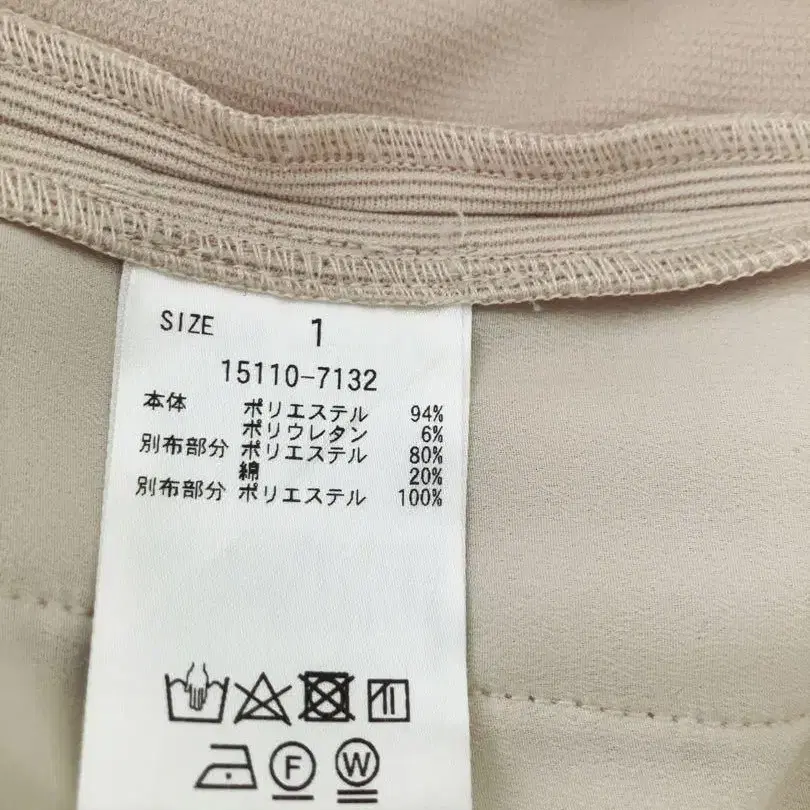 SIZE 1
15110-7132
本体 ポリエステル 94%
ポリウレタン 6%
別布部分 ポリエステル 80%
綿 20%
別布部分 ポリエステル 100%
F W